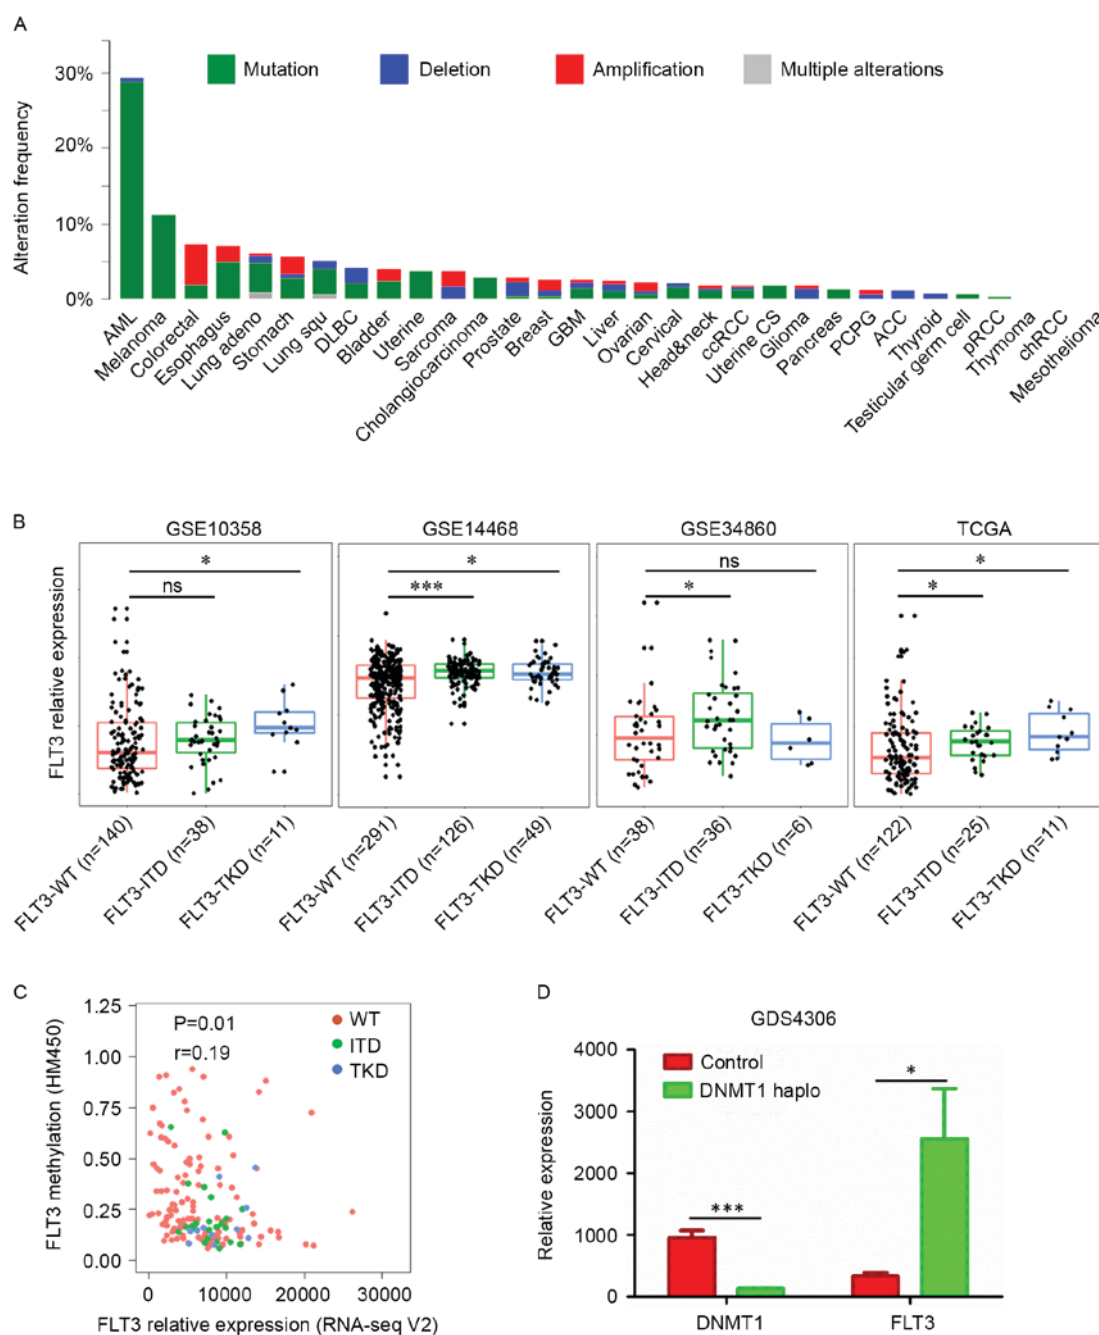 A
Mutation Deletion Amplification Multiple alterations
30%
20%
10%
0%
Alteration frequency
AML
Melanoma
Colorectal
Esophagus
Lung adeno
Stomach
Lung squ
DLBC
Bladder
Uterine
Sarcoma
Cholangiocarcinoma
Prostate
Breast
GBM
Liver
Ovarian
Cervical
Head&neck
ccRCC
Uterine CS
Glioma
Pancreas
PCPG
ACC
Thyroid
Testicular germ cell
pRCC
Thymoma
chRCC
Mesothelioma
B
GSE10358 GSE14468 GSE34860 TCGA
FLT3 relative expression
*
ns
*
***
ns
*
*
*
FLT3-WT (n=140)
FLT3-ITD (n=38)
FLT3-TKD (n=11)
FLT3-WT (n=291)
FLT3-ITD (n=126)
FLT3-TKD (n=49)
FLT3-WT (n=38)
FLT3-ITD (n=36)
FLT3-TKD (n=6)
FLT3-WT (n=122)
FLT3-ITD (n=25)
FLT3-TKD (n=11)
C
P=0.01
r=0.19
WT
ITD
TKD
1.25
1.00
0.75
0.50
0.25
0.00
FLT3 methylation (HM450)
0 10000 20000 30000
FLT3 relative expression (RNA-seq V2)
D
GDS4306
Control
DNMT1 haplo
*
***
4000
3000
2000
1000
0
Relative expression
DNMT1 FLT3